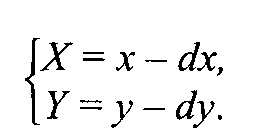 X = x – dx,
Y = y – dy.